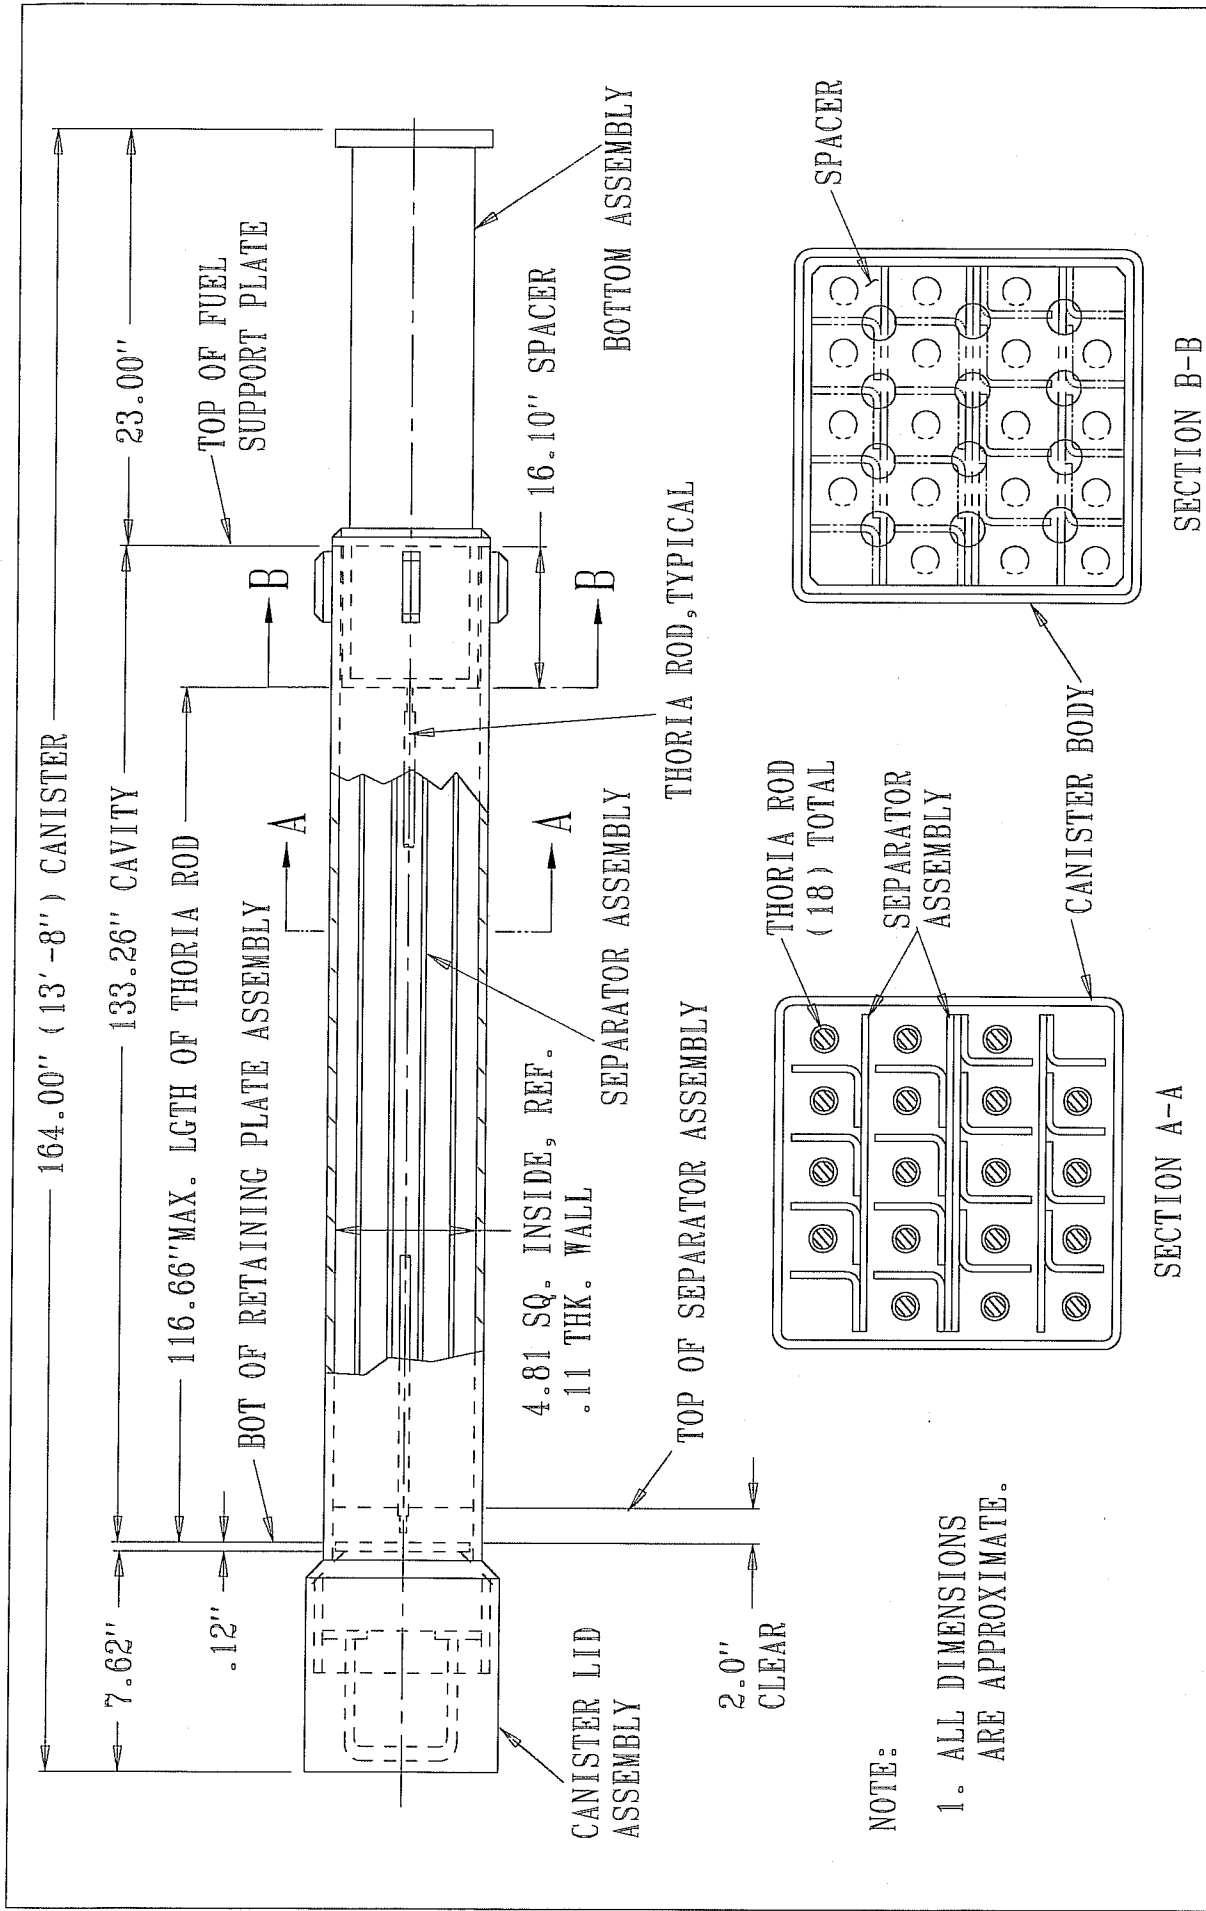 164.00" (13'-8") CANISTER
133.26" CAVITY
23.00"
7.62"
116.66"MAX. LGTH OF THORIA ROD
.12"
BOT OF RETAINING PLATE ASSEMBLY
TOP OF FUEL
SUPPORT PLATE
B
A
B
A
16.10" SPACER
BOTTOM ASSEMBLY
4.81 SQ. INSIDE, REF.
.11 THK. WALL
SEPARATOR ASSEMBLY
THORIA ROD,TYPICAL
CANISTER LID
ASSEMBLY
TOP OF SEPARATOR ASSEMBLY
2.0"
CLEAR
THORIA ROD
(18) TOTAL
SEPARATOR
ASSEMBLY
CANISTER BODY
SPACER
NOTE:
1. ALL DIMENSIONS
ARE APPROXIMATE.
SECTION A-A
SECTION B-B